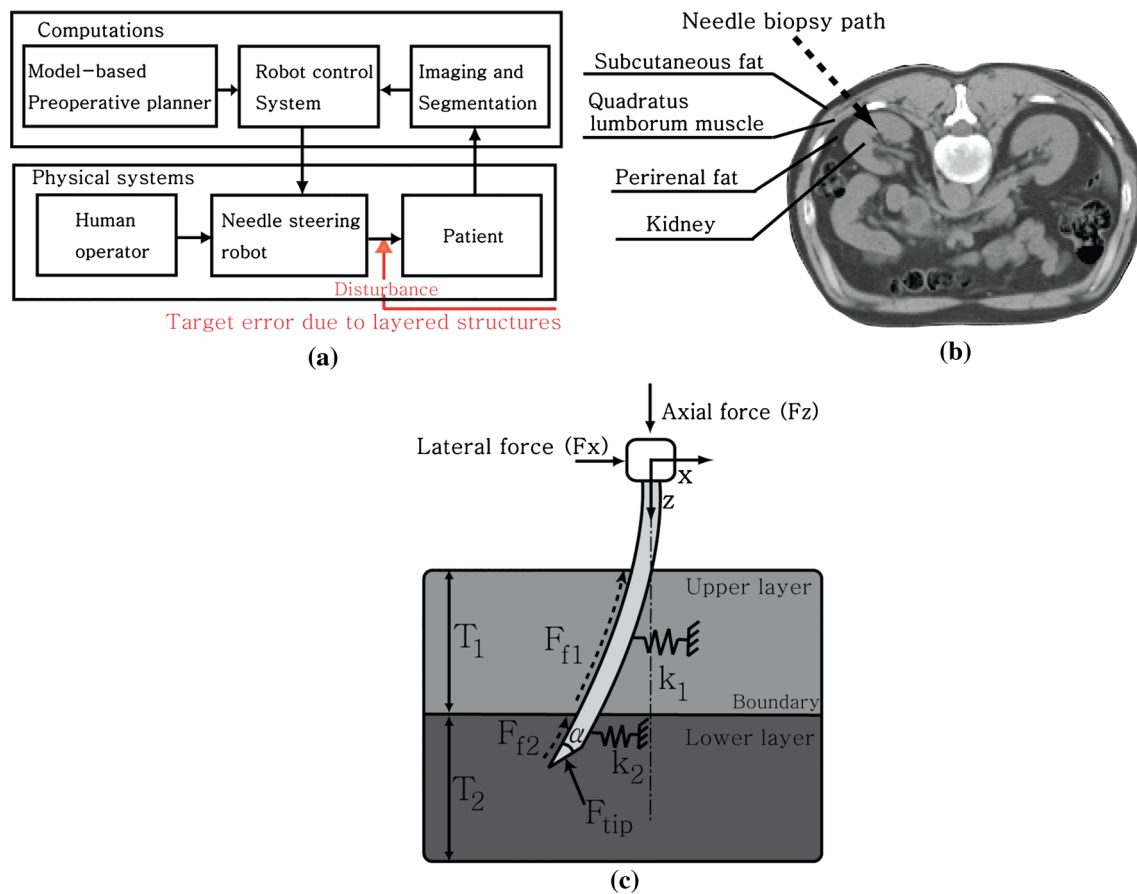 Computations
Model-based
Preoperative planner
Robot control
System
Imaging and
Segmentation
Physical systems
Human
operator
Needle steering
robot
Patient
Disturbance
Target error due to layered structures
(a)
Needle biopsy path
Subcutaneous fat
Quadratus
lumborum muscle
Perirenal fat
Kidney
(b)
Axial force (Fz)
Lateral force (Fx)
x
z
Upper layer
T1
Ff1
k1
Boundary
Lower layer
Ff2
α
k2
T2
Ftip
(c)